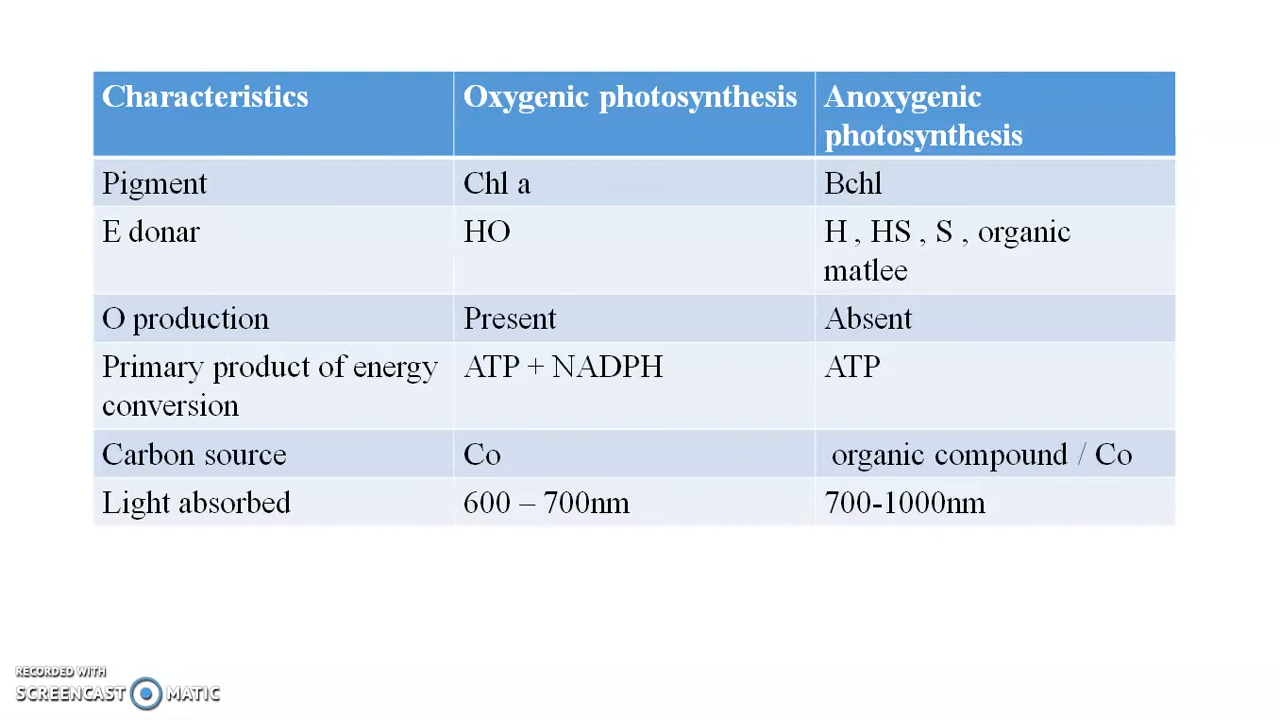 Characteristics Oxygenic photosynthesis Anoxygenic
photosynthesis
Pigment Chl a Bchl
E donar HO H , HS , S , organic
matlee
O production Present Absent
Primary product of energy ATP + NADPH ATP
conversion
Carbon source Co organic compound / Co
Light absorbed 600 – 700nm 700-1000nm
RECORDED WITH
SCREENCAST MATIC